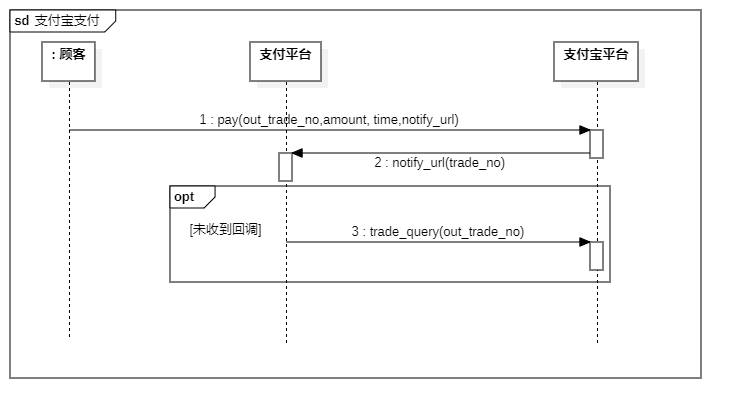 sd 支付宝支付
: 顾客
支付平台
支付宝平台
1 : pay(out_trade_no,amount, time,notify_url)
2 : notify_url(trade_no)
opt
[未收到回调]
3 : trade_query(out_trade_no)